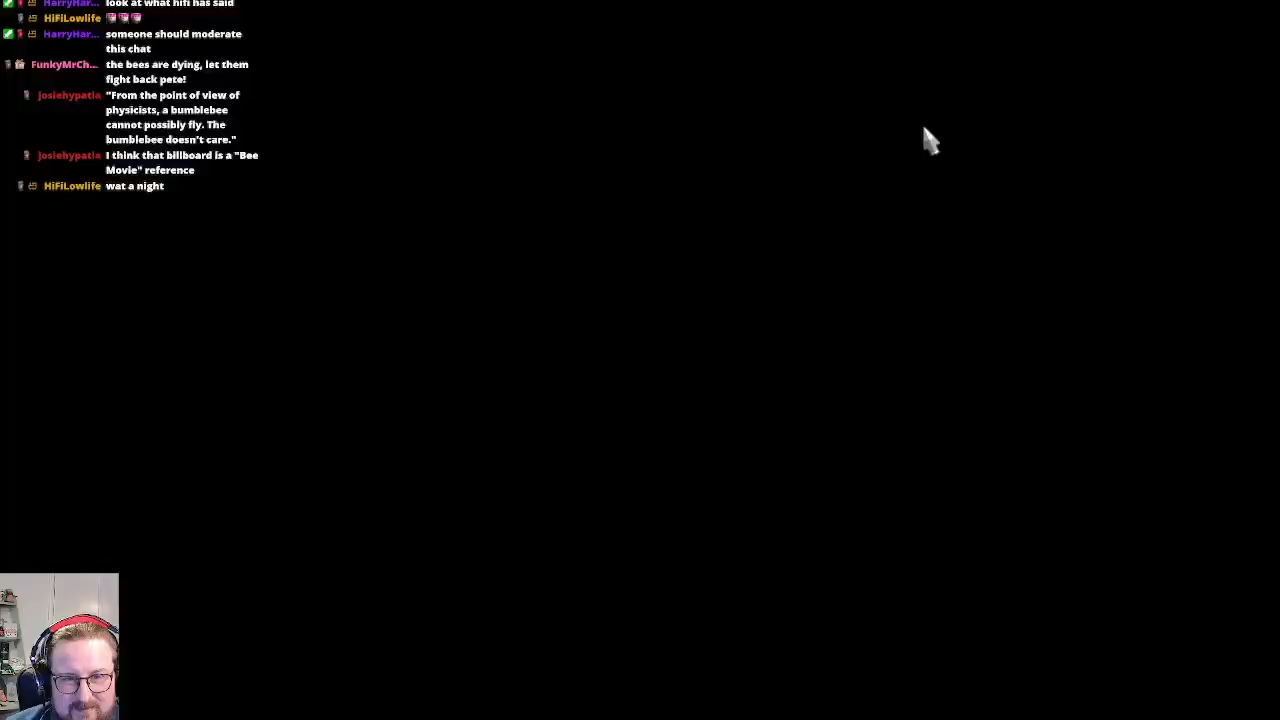 HarryHar... look at what hifi has said
HiFiLowlife
HarryHar... someone should moderate
this chat
FunkyMrCh... the bees are dying, let them
fight back pete!
josiehypatia "From the point of view of
physicists, a bumblebee
cannot possibly fly. The
bumblebee doesn't care."
josiehypatia I think that billboard is a "Bee
Movie" reference
HiFiLowlife wat a night